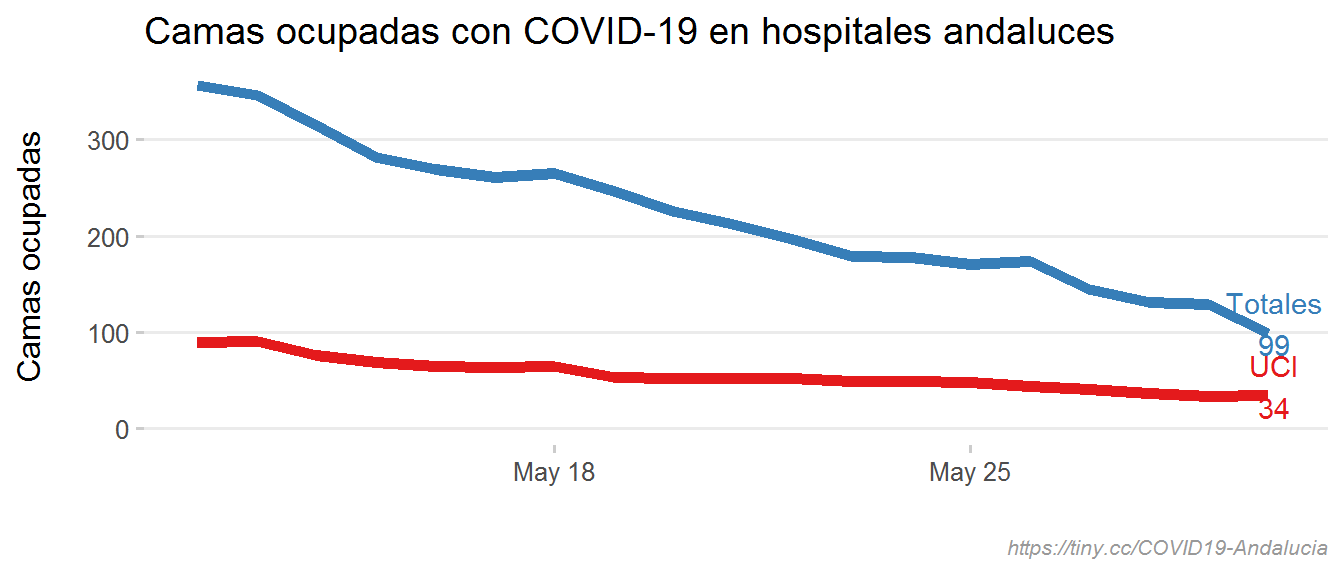 Camas ocupadas con COVID-19 en hospitales andaluces
Camas ocupadas
300
200
100
0
Totales
99
UCI
34
May 18
May 25
https://tiny.cc/COVID19-Andalucia